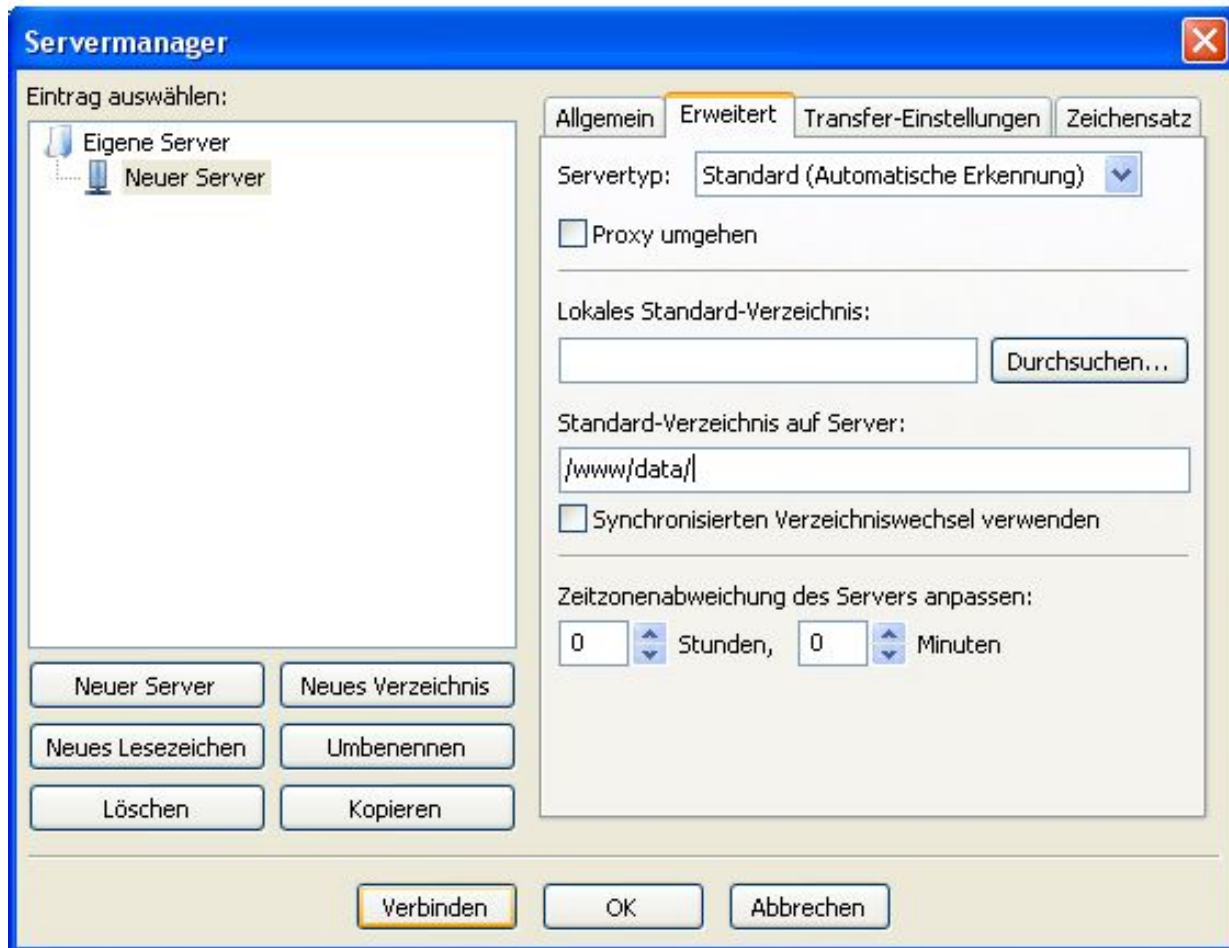 Servermanager
Eintrag auswählen:
Eigene Server
Neuer Server
Neuer Server
Neues Verzeichnis
Neues Lesezeichen
Umbenennen
Löschen
Kopieren
Allgemein
Erweitert
Transfer-Einstellungen
Zeichensatz
Servertyp:
Standard (Automatische Erkennung)
Proxy umgehen
Lokales Standard-Verzeichnis:
Durchsuchen...
Standard-Verzeichnis auf Server:
/www/data/
Synchronisierten Verzeichniswechsel verwenden
Zeitzonenabweichung des Servers anpassen:
0 Stunden, 0 Minuten
Verbinden
OK
Abbrechen